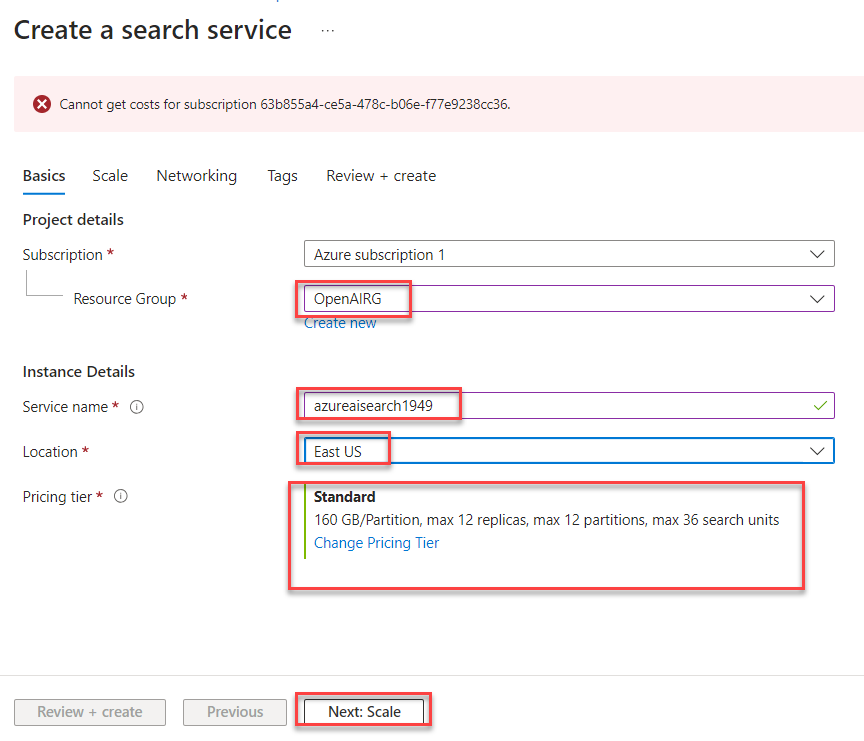 Create a search service ...
Cannot get costs for subscription 63b855a4-ce5a-478c-b06e-f77e9238cc36.
Basics Scale Networking Tags Review + create
Project details
Subscription * Azure subscription 1
Resource Group * OpenAIRG
Create new
Instance Details
Service name * azureaisearch1949
Location * East US
Pricing tier * Standard
160 GB/Partition, max 12 replicas, max 12 partitions, max 36 search units
Change Pricing Tier
Review + create Previous Next: Scale